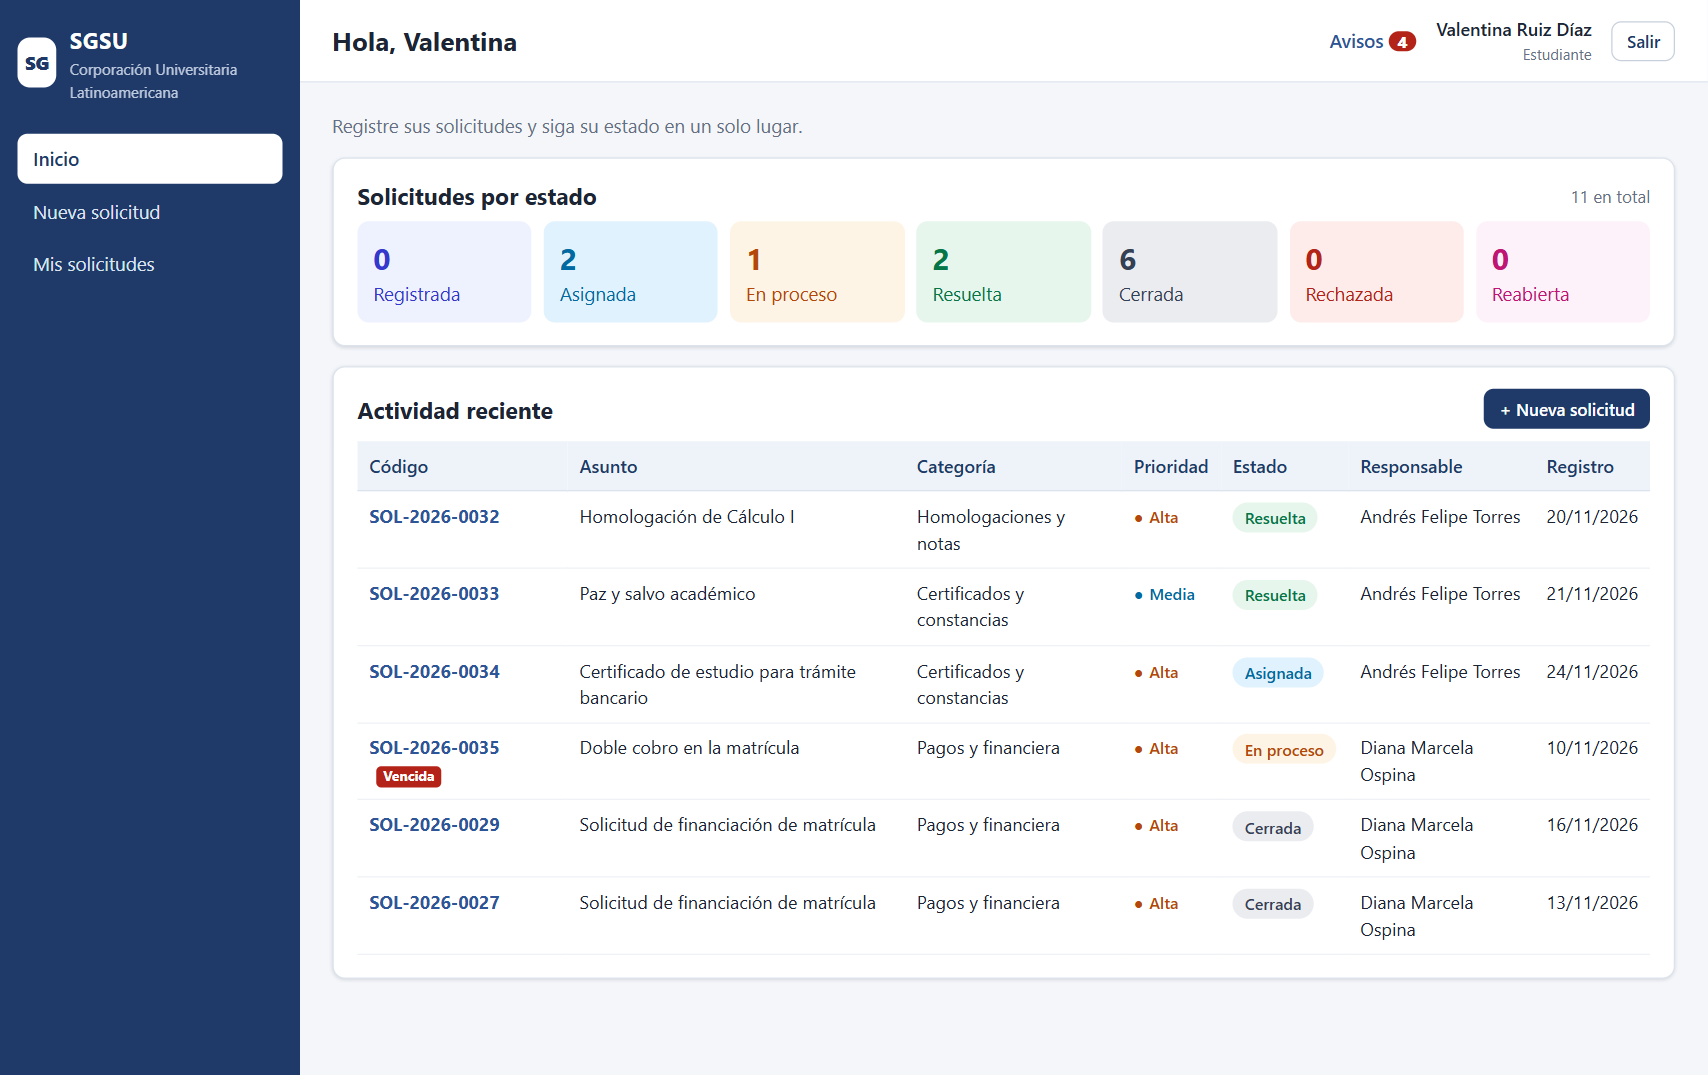 SG
SGSU
Corporación Universitaria
Latinoamericana
Inicio
Nueva solicitud
Mis solicitudes
Hola, Valentina
Avisos 4
Valentina Ruiz Díaz
Estudiante
Salir
Registre sus solicitudes y siga su estado en un solo lugar.
Solicitudes por estado
11 en total
0
Registrada
2
Asignada
1
En proceso
2
Resuelta
6
Cerrada
0
Rechazada
0
Reabierta
Actividad reciente
+ Nueva solicitud
Código Asunto Categoría Prioridad Estado Responsable Registro
SOL-2026-0032 Homologación de Cálculo I Homologaciones y • Alta Resuelta Andrés Felipe Torres 20/11/2026
notas
SOL-2026-0033 Paz y salvo académico Certificados y • Media Resuelta Andrés Felipe Torres 21/11/2026
constancias
SOL-2026-0034 Certificado de estudio para trámite Certificados y • Alta Asignada Andrés Felipe Torres 24/11/2026
bancario constancias
SOL-2026-0035 Doble cobro en la matrícula Pagos y financiera • Alta En proceso Diana Marcela 10/11/2026
Vencida Ospina
SOL-2026-0029 Solicitud de financiación de matrícula Pagos y financiera • Alta Cerrada Diana Marcela 16/11/2026
Ospina
SOL-2026-0027 Solicitud de financiación de matrícula Pagos y financiera • Alta Cerrada Diana Marcela 13/11/2026
Ospina